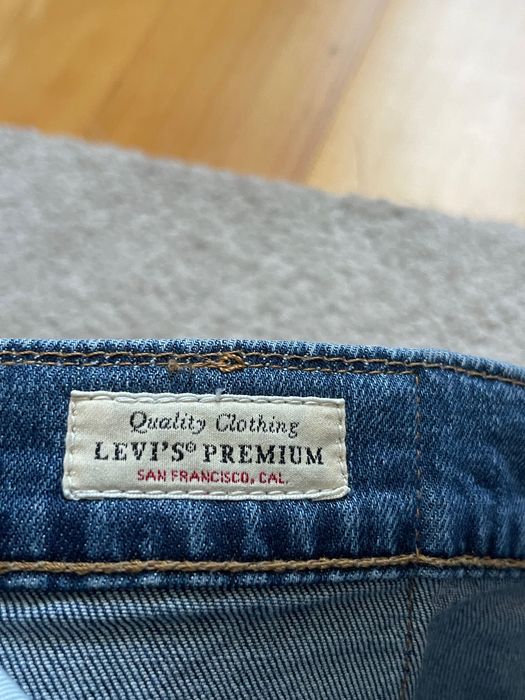 Quality Clothing
LEVI'S® PREMIUM
SAN FRANCISCO, CAL.